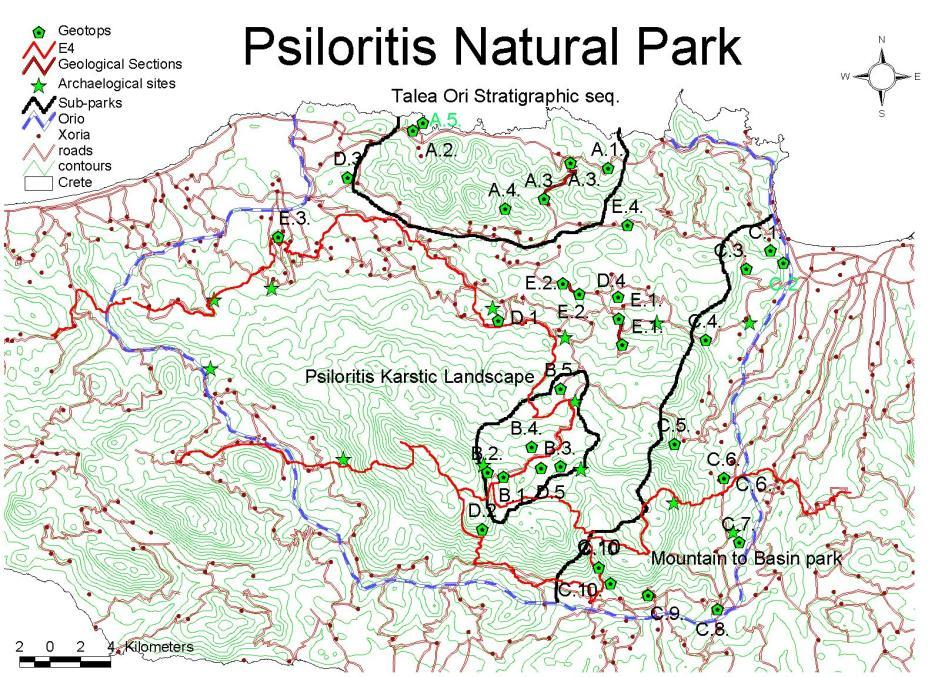 Psiloritis Natural Park
Geotops
E4
Geological Sections
Archaelogical sites
Sub-parks
Orio
Xoria
roads
contours
Crete
N
W
E
S
Talea Ori Stratigraphic seq.
A.5.
A.2.
A.1.
D.3
A.3
A.3.
A.4.
E.4.
E.3.
C.1
C.3.
C.2
E.2.
D.4
E.1.
E.2
D.1
E.1.
C.4.
Psiloritis Karstic Landscape
B.5.
B.4.
C.5.
B.3.
B.2.
C.6.
C.6.
B.1
D.5
D.2
C.7.
C.10
Mountain to Basin park
C.10.
C.9.
C.8.
2 0 2 4 Kilometers